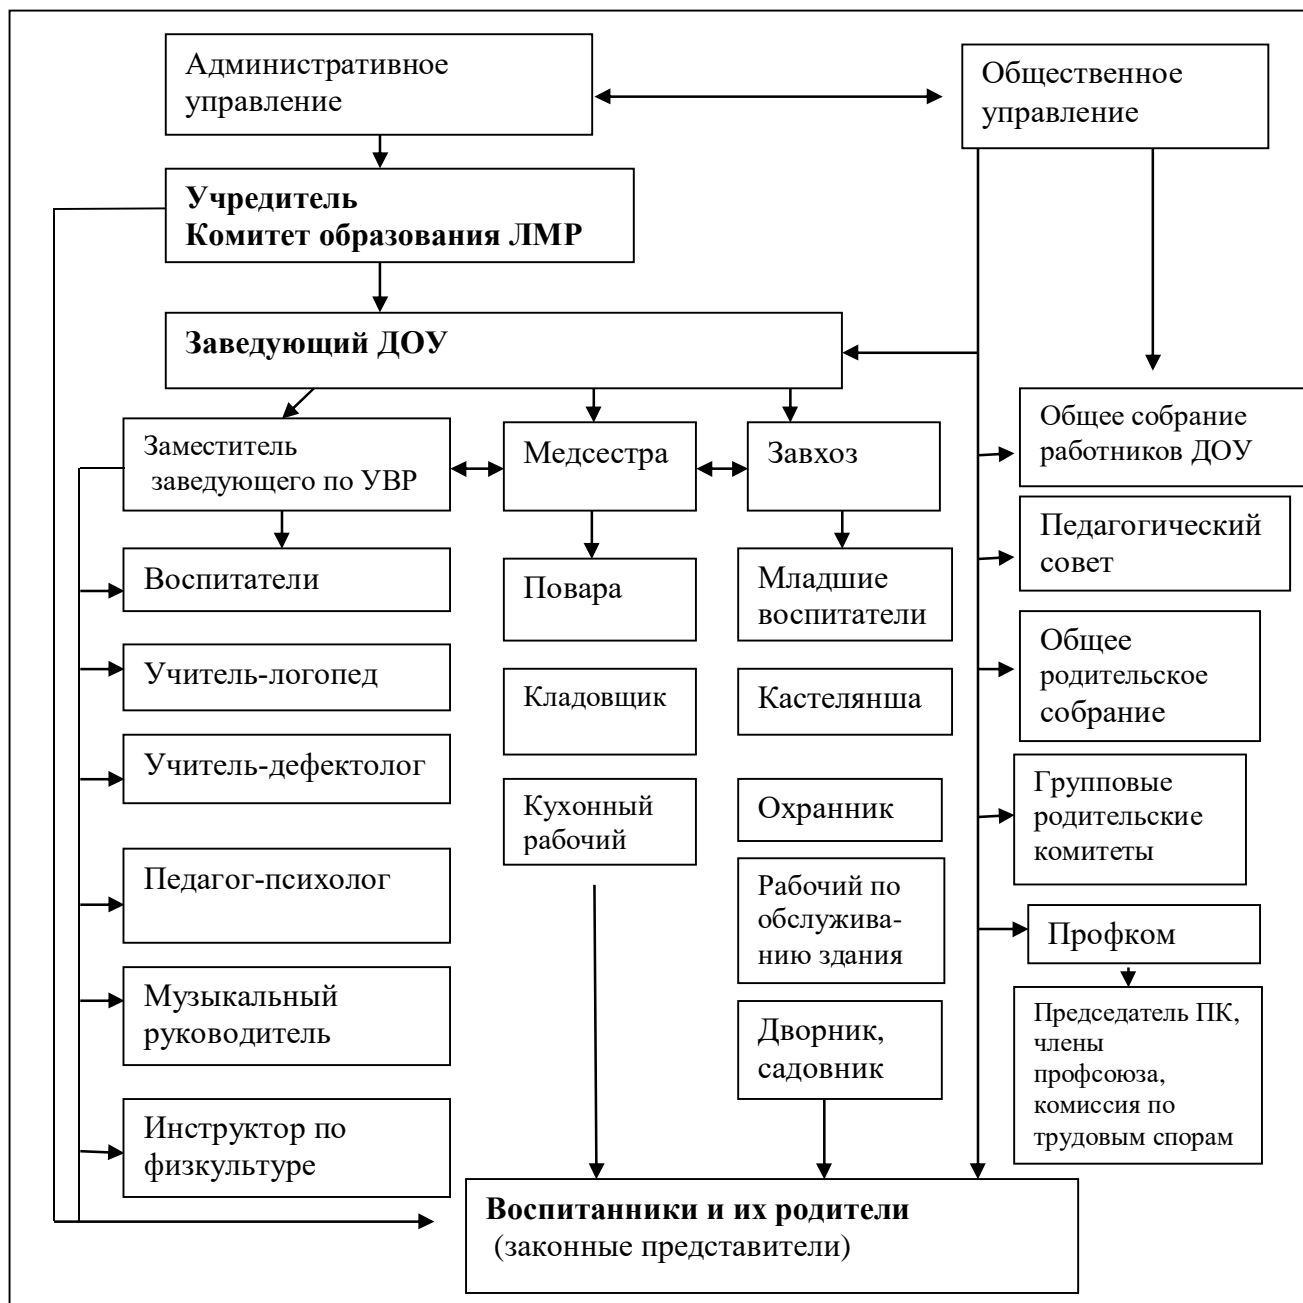 Административное
управление
Общественное
управление
Учредитель
Комитет образования ЛМР
Заведующий ДОУ
Заместитель
заведующего по УВР
Медсестра
Завхоз
Общее собрание
работников ДОУ
Воспитатели
Повара
Младшие
воспитатели
Педагогический
совет
Учитель-логопед
Кладовщик
Кастелянша
Общее
родительское
собрание
Учитель-дефектолог
Кухонный
рабочий
Охранник
Групповые
родительские
комитеты
Педагог-психолог
Рабочий по
обслужива-
нию здания
Профком
Музыкальный
руководитель
Дворник,
садовник
Председатель ПК,
члены
профсоюза,
комиссия по
трудовым спорам
Инструктор по
физкультуре
Воспитанники и их родители
(законные представители)